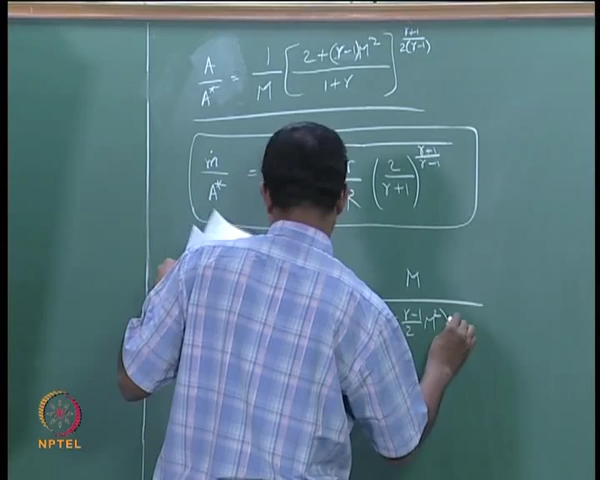 A/A* = 1/M [ (2+(γ-1)M²)/(1+γ) ]^((γ+1)/(2(γ-1)))
ṁ/A* = γ/R (2/(γ+1))^((γ+1)/(γ-1))
M
γ-1/2 M²)
NPTEL